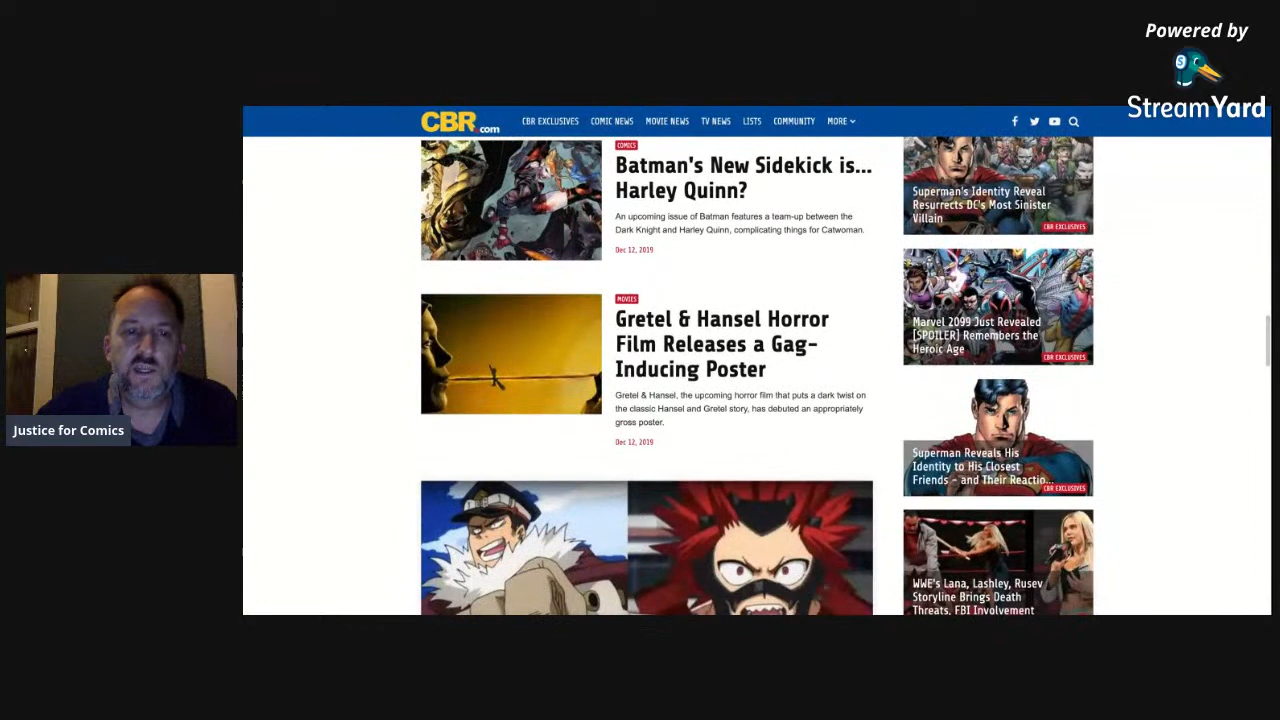 Powered by
StreamYard
CBR.com
CBR EXCLUSIVES COMIC NEWS MOVIE NEWS TV NEWS LISTS COMMUNITY MORE
COMICS
Batman's New Sidekick is...
Harley Quinn?
An upcoming issue of Batman features a team-up between the
Dark Knight and Harley Quinn, complicating things for Catwoman.
Dec 12, 2019
MOVIES
Gretel & Hansel Horror
Film Releases a Gag-
Inducing Poster
Gretel & Hansel, the upcoming horror film that puts a dark twist on
the classic Hansel and Gretel story, has debuted an appropriately
gross poster.
Dec 12, 2019
Superman's Identity Reveal
Resurrects DC's Most Sinister
Villain
CBR EXCLUSIVES
Marvel 2099 Just Revealed
[SPOILER] Remembers the
Heroic Age
CBR EXCLUSIVES
Superman Reveals His
Identity to His Closest
Friends - and Their Reactio...
CBR EXCLUSIVES
WWE's Lana, Lashley, Rusev
Storyline Brings Death
Threats, FBI Involvement
Justice for Comics